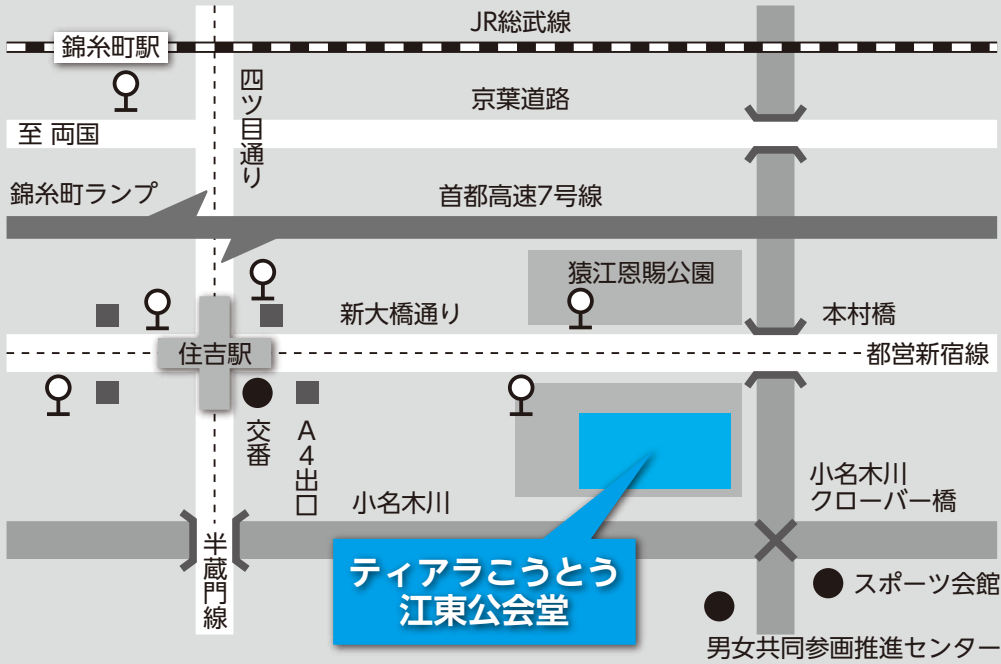 JR総武線
錦糸町駅
四ツ目通り
京葉道路
至 両国
錦糸町ランプ
首都高速7号線
猿江恩賜公園
新大橋通り
本村橋
住吉駅
都営新宿線
交番
A4出口
小名木川
小名木川
クローバー橋
半蔵門線
ティアラこうとう
江東公会堂
スポーツ会館
男女共同参画推進センター